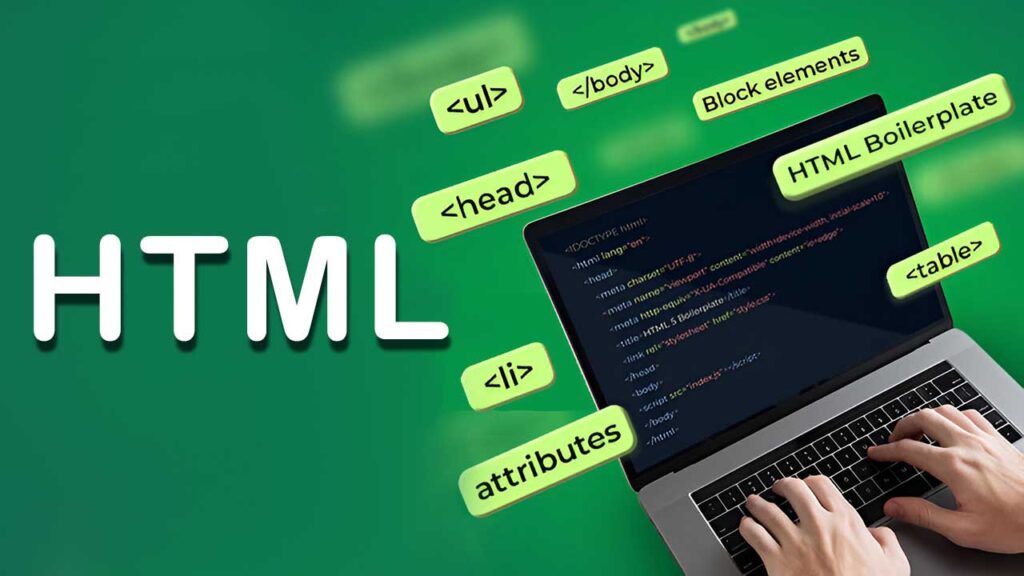 HTML
<ul>
</body>
Block elements
<head>
HTML Boilerplate
<table>
<li>
attributes
<!DOCTYPE html>
<html lang="en">
<head>
<meta charset="UTF-8">
<meta name="viewport" content="width=device-width, initial-scale=1.0">
<meta http-equiv="X-UA-Compatible" content="ie=edge">
<title>HTML 5 Boilerplate</title>
<link rel="stylesheet" href="style.css">
</head>
<body>
<script src="index.js"></script>
</body>
</html>